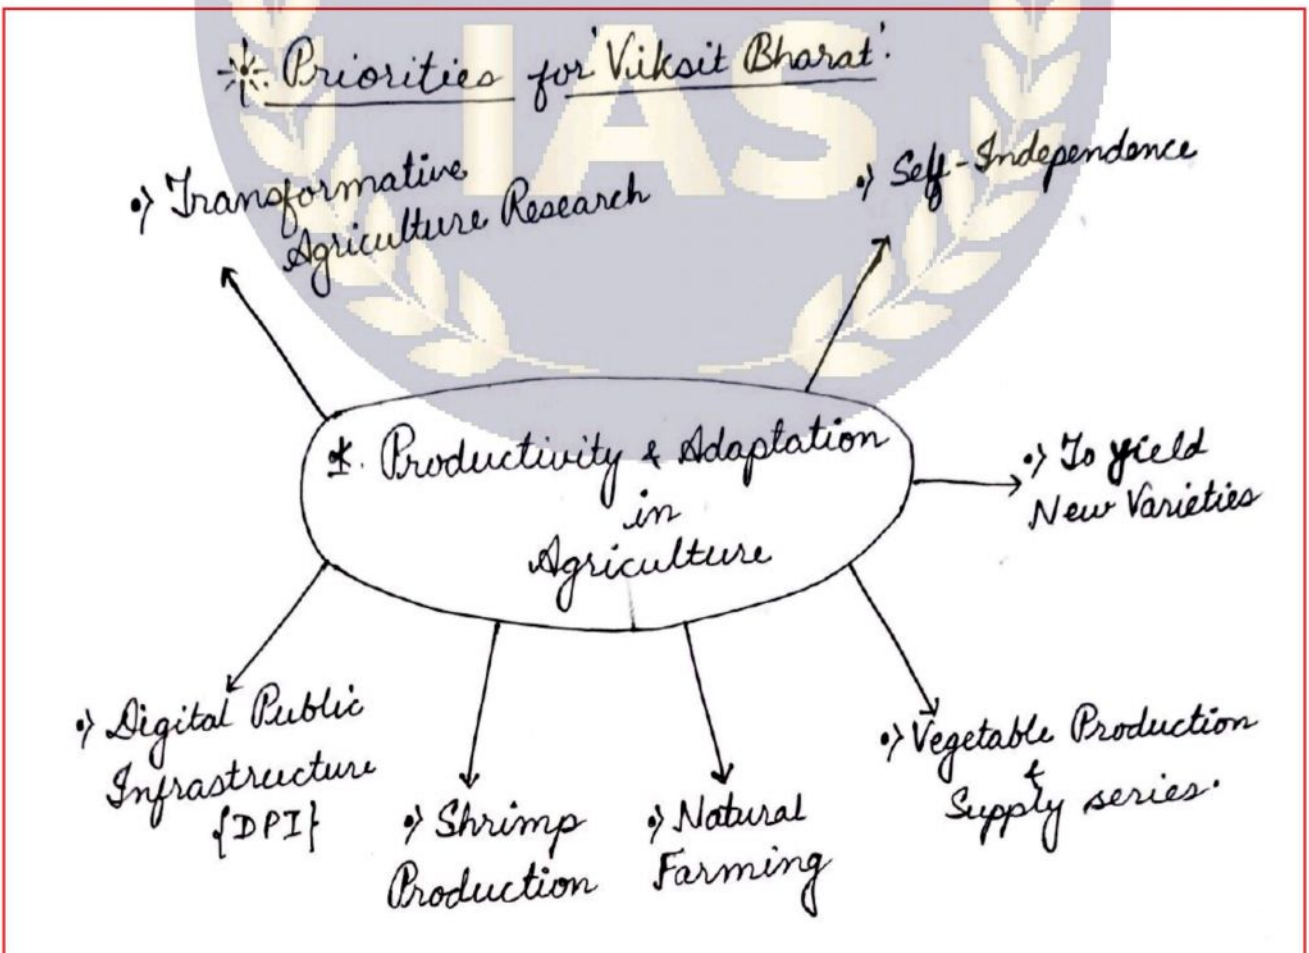 Priorities for 'Viksit Bharat'.
IAS
•) Transformative
Agriculture Research
•) Self-Independence
*. Productivity & Adaptation
in
Agriculture
•) To yield
New Varieties
•) Digital Public
Infrastructure
{DPI}
•) Shrimp
Production
•) Natural
Farming
•) Vegetable Production
&
Supply series.